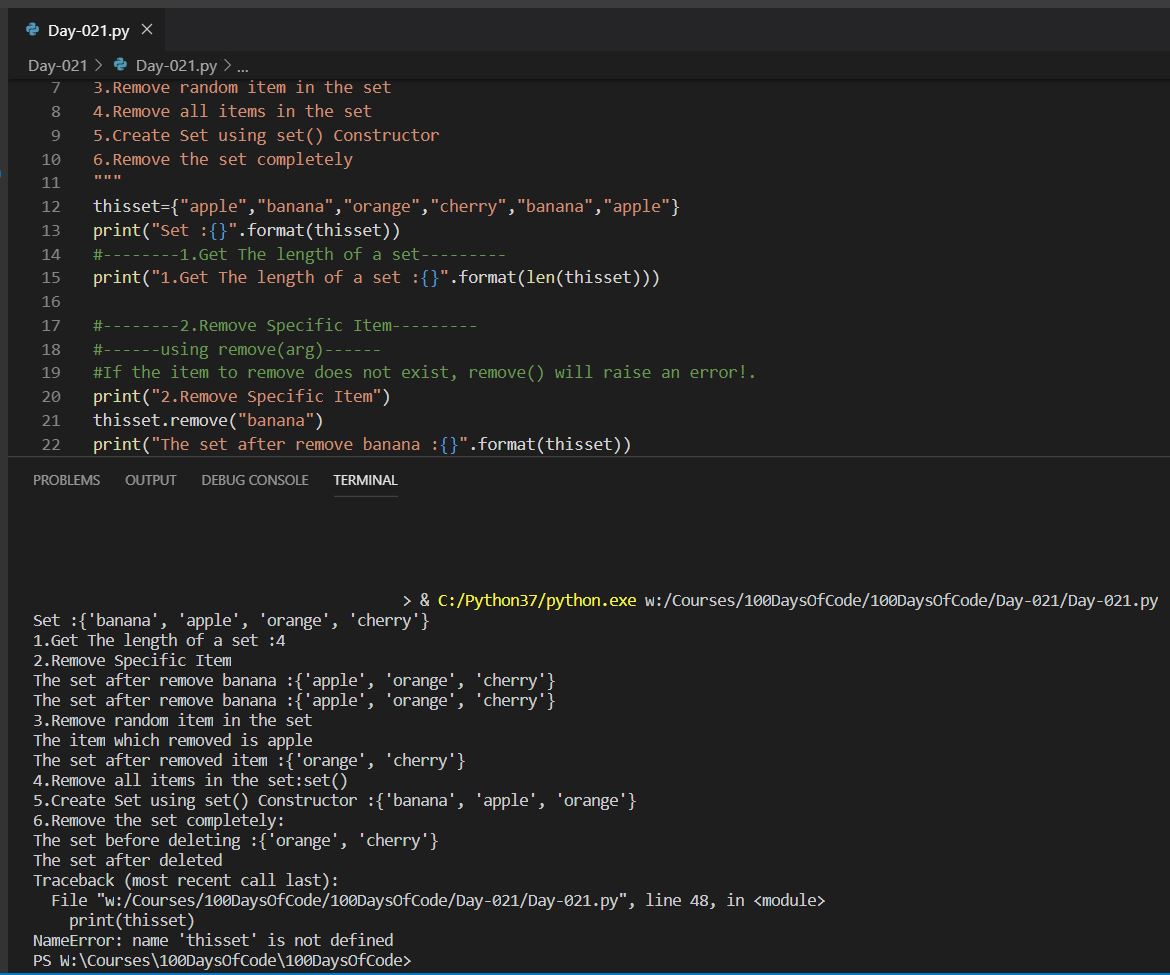 Day-021.py
Day-021 > Day-021.py > ...
7 3.Remove random item in the set
8 4.Remove all items in the set
9 5.Create Set using set() Constructor
10 6.Remove the set completely
11 """
12 thisset={"apple","banana","orange","cherry","banana","apple"}
13 print("Set :{}".format(thisset))
14 #--------1.Get The length of a set---------
15 print("1.Get The length of a set :{}".format(len(thisset)))
16
17 #--------2.Remove Specific Item---------
18 #------using remove(arg)------
19 #If the item to remove does not exist, remove() will raise an error!.
20 print("2.Remove Specific Item")
21 thisset.remove("banana")
22 print("The set after remove banana :{}".format(thisset))
PROBLEMS OUTPUT DEBUG CONSOLE TERMINAL
> & C:/Python37/python.exe w:/Courses/100DaysOfCode/100DaysOfCode/Day-021/Day-021.py
Set :{'banana', 'apple', 'orange', 'cherry'}
1.Get The length of a set :4
2.Remove Specific Item
The set after remove banana :{'apple', 'orange', 'cherry'}
The set after remove banana :{'apple', 'orange', 'cherry'}
3.Remove random item in the set
The item which removed is apple
The set after removed item :{'orange', 'cherry'}
4.Remove all items in the set:set()
5.Create Set using set() Constructor :{'banana', 'apple', 'orange'}
6.Remove the set completely:
The set before deleting :{'orange', 'cherry'}
The set after deleted
Traceback (most recent call last):
File "w:/Courses/100DaysOfCode/100DaysOfCode/Day-021/Day-021.py", line 48, in <module>
print(thisset)
NameError: name 'thisset' is not defined
PS W:\Courses\100DaysOfCode\100DaysOfCode>